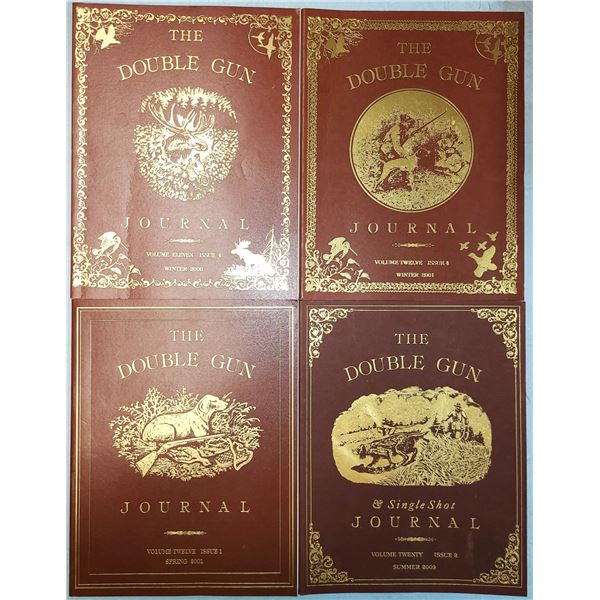 THE
DOUBLE GUN
JOURNAL
VOLUME ELEVEN ISSUE 4
WINTER 2000
THE
DOUBLE GUN
JOURNAL
VOLUME TWELVE ISSUE 4
WINTER 2001
THE
DOUBLE GUN
JOURNAL
VOLUME TWELVE ISSUE 1
SPRING 2001
THE
DOUBLE GUN
& Single Shot
JOURNAL
VOLUME TWENTY ISSUE 2
SUMMER 2009